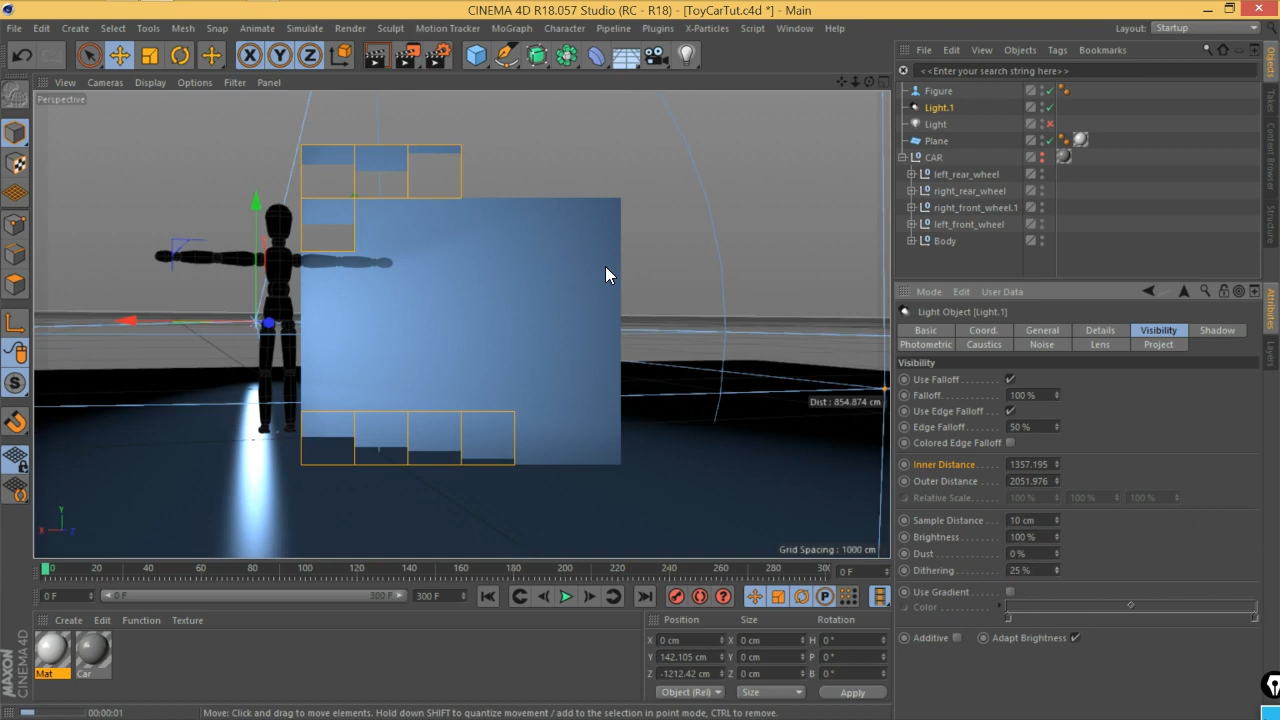 CINEMA 4D R18.057 Studio (RC - R18) - [ToyCarTut.c4d *] - Main
File Edit Create Select Tools Mesh Snap Animate Simulate Render Sculpt Motion Tracker MoGraph Character Pipeline Plugins X-Particles Script Window Help
Layout: Startup
X Y Z
File Edit View Objects Tags Bookmarks
<<Enter your search string here>>
View Cameras Display Options Filter Panel
Perspective
Figure
Light.1
Light
Plane
CAR
left_rear_wheel
right_rear_wheel
right_front_wheel.1
left_front_wheel
Body
Objects
Takes
Content Browser
Structure
Attributes
Layers
Mode Edit User Data
Light Object [Light.1]
Basic Coord. General Details Visibility Shadow
Photometric Caustics Noise Lens Project
Visibility
Use Falloff
Falloff 100 %
Use Edge Falloff
Edge Falloff 50 %
Colored Edge Falloff
Inner Distance 1357.195
Outer Distance 2051.976
Relative Scale 100 % 100 % 100 %
Sample Distance 10 cm
Brightness 100 %
Dust 0 %
Dithering 25 %
Use Gradient
Color
Additive Adapt Brightness
Dist : 854.874 cm
Grid Spacing : 1000 cm
Y
X Z
0 20 40 60 80 100 120 140 160 180 200 220 240 260 280 300 0 F
0 F 0 F 300 F 300 F
P
Create Edit Function Texture
Mat
Car
Position Size Rotation
X 0 cm X 0 cm H 0 °
Y 142.105 cm Y 0 cm P 0 °
Z -1212.42 cm Z 0 cm B 0 °
Object (Rel) Size Apply
MAXON
CINEMA 4D
00:00:01 Move: Click and drag to move elements. Hold down SHIFT to quantize movement / add to the selection in point mode, CTRL to remove.